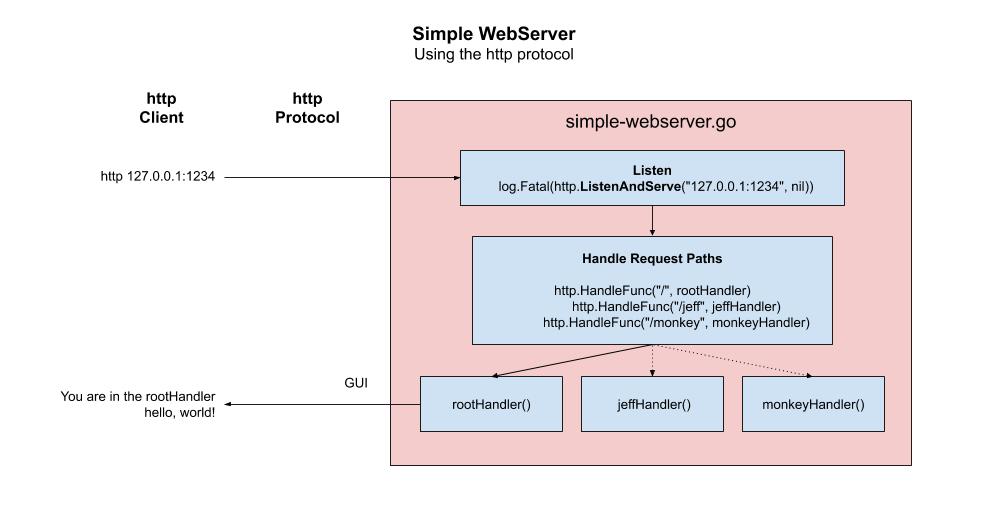 Simple WebServer
Using the http protocol
http
Client
http
Protocol
simple-webserver.go
http 127.0.0.1:1234
Listen
log.Fatal(http.ListenAndServe("127.0.0.1:1234", nil))
Handle Request Paths
http.HandleFunc("/", rootHandler)
http.HandleFunc("/jeff", jeffHandler)
http.HandleFunc("/monkey", monkeyHandler)
GUI
You are in the rootHandler
hello, world!
rootHandler()
jeffHandler()
monkeyHandler()